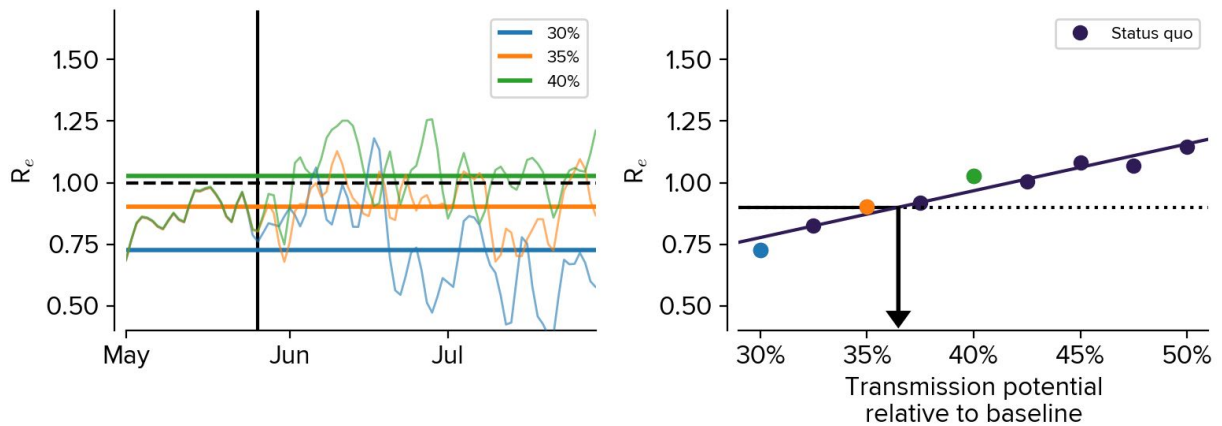 1.50
1.25
1.00
0.75
0.50
Rₑ
May
Jun
Jul
30%
35%
40%
1.50
1.25
1.00
0.75
0.50
Rₑ
Status quo
30%
35%
40%
45%
50%
Transmission potential
relative to baseline